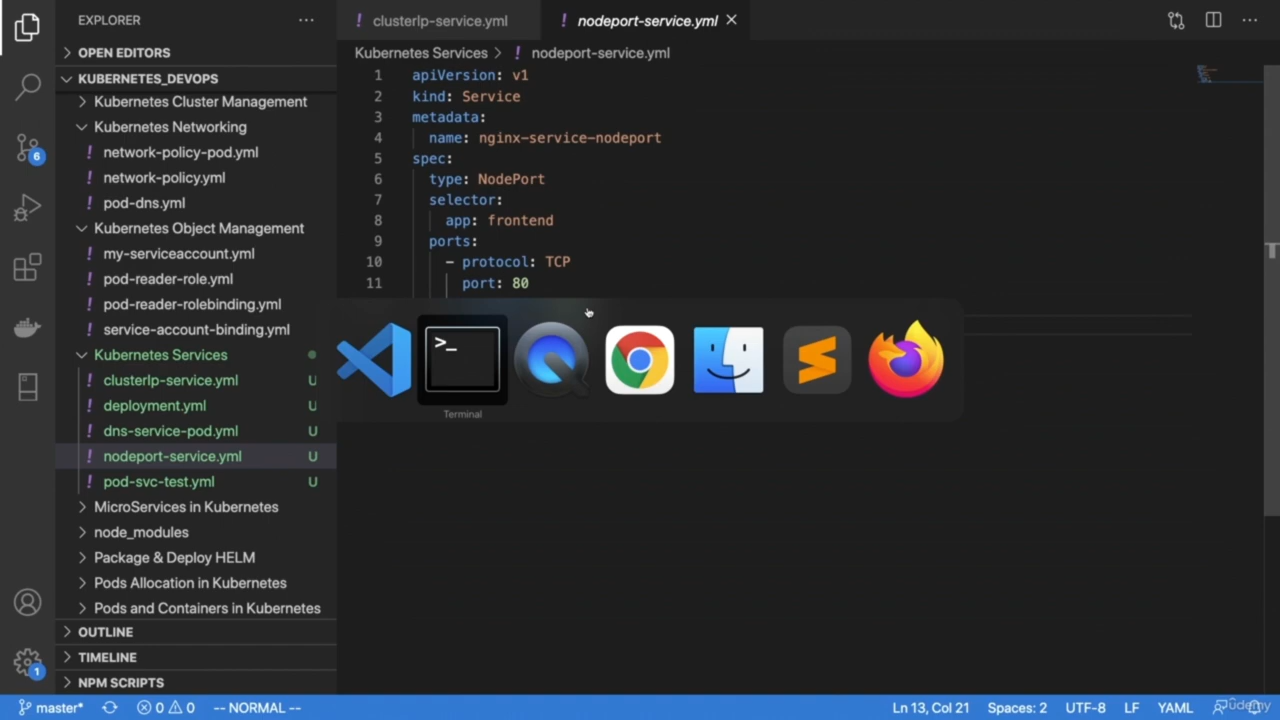 EXPLORER
OPEN EDITORS
KUBERNETES_DEVOPS
Kubernetes Cluster Management
Kubernetes Networking
! network-policy-pod.yml
! network-policy.yml
! pod-dns.yml
Kubernetes Object Management
! my-serviceaccount.yml
! pod-reader-role.yml
! pod-reader-rolebinding.yml
! service-account-binding.yml
Kubernetes Services
! clusterIp-service.yml U
! deployment.yml U
! dns-service-pod.yml U
! nodeport-service.yml U
! pod-svc-test.yml U
MicroServices in Kubernetes
node_modules
Package & Deploy HELM
Pods Allocation in Kubernetes
Pods and Containers in Kubernetes
OUTLINE
TIMELINE
NPM SCRIPTS
6
1
! clusterIp-service.yml
! nodeport-service.yml
Kubernetes Services > ! nodeport-service.yml
1 apiVersion: v1
2 kind: Service
3 metadata:
4 name: nginx-service-nodeport
5 spec:
6 type: NodePort
7 selector:
8 app: frontend
9 ports:
10 - protocol: TCP
11 port: 80
>_
Terminal
master* 0 0 -- NORMAL -- Ln 13, Col 21 Spaces: 2 UTF-8 LF YAML
Udemy